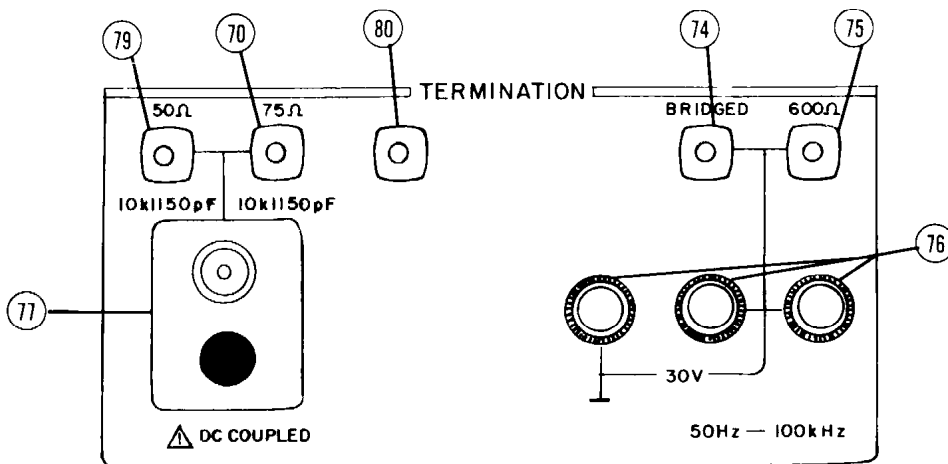 79 70 80 74 75
TERMINATION
50Ω 75Ω BRIDGED 600Ω
10k||50pF 10k||50pF
76
77
30V
⚠ DC COUPLED
50Hz — 100kHz